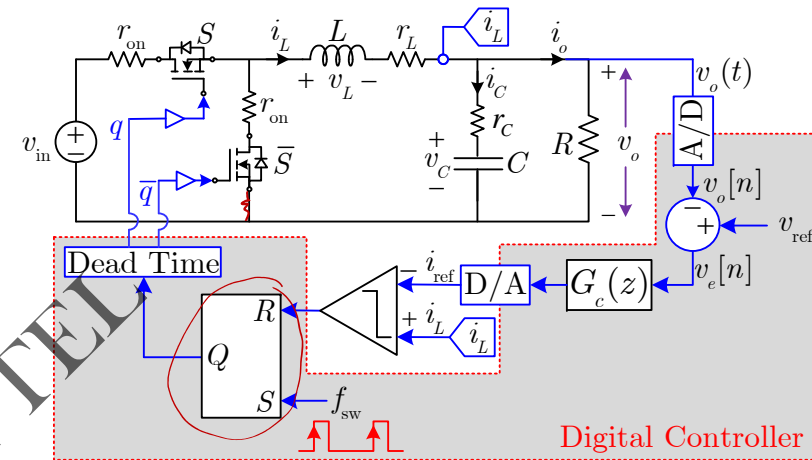 r_on
S
i_L
L
r_L
i_L
i_o
+ v_L −
i_C
+
v_o(t)
q
r_on
r_C
A/D
v_in
+
−
q̅
S̅
+
v_C
−
C
R
v_o
−
v_o[n]
−
+
v_ref
Dead Time
v_e[n]
− i_ref
D/A
G_c(z)
R
+ i_L
i_L
Q
S
f_sw
TEL
Digital Controller